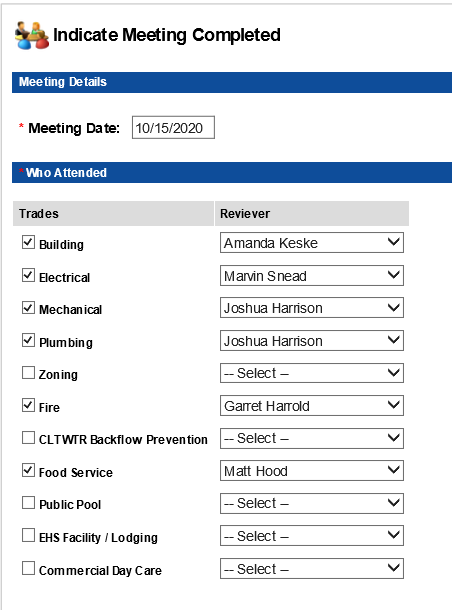 Indicate Meeting Completed
Meeting Details
* Meeting Date: 10/15/2020
* Who Attended
Trades Reviever
Building Amanda Keske
Electrical Marvin Snead
Mechanical Joshua Harrison
Plumbing Joshua Harrison
Zoning -- Select --
Fire Garret Harrold
CLTWTR Backflow Prevention -- Select --
Food Service Matt Hood
Public Pool -- Select --
EHS Facility / Lodging -- Select --
Commercial Day Care -- Select --